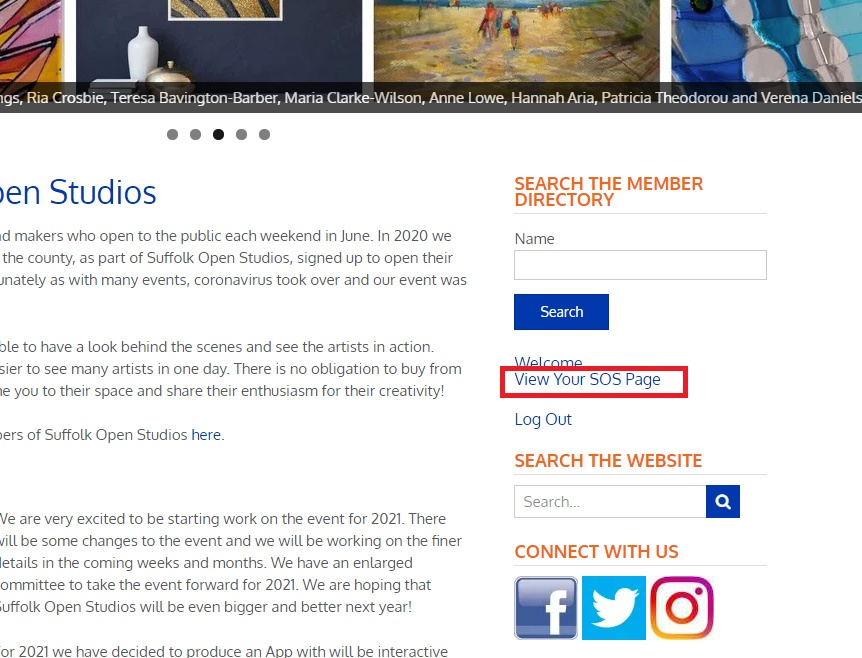 ngs, Ria Crosbie, Teresa Bavington-Barber, Maria Clarke-Wilson, Anne Lowe, Hannah Aria, Patricia Theodorou and Verena Daniels
pen Studios
nd makers who open to the public each weekend in June. In 2020 we
the county, as part of Suffolk Open Studios, signed up to open their
unately as with many events, coronavirus took over and our event was
ble to have a look behind the scenes and see the artists in action.
sier to see many artists in one day. There is no obligation to buy from
ne you to their space and share their enthusiasm for their creativity!
bers of Suffolk Open Studios here.
We are very excited to be starting work on the event for 2021. There
will be some changes to the event and we will be working on the finer
details in the coming weeks and months. We have an enlarged
committee to take the event forward for 2021. We are hoping that
Suffolk Open Studios will be even bigger and better next year!
For 2021 we have decided to produce an App with will be interactive
SEARCH THE MEMBER
DIRECTORY
Name
Search
Welcome
View Your SOS Page
Log Out
SEARCH THE WEBSITE
Search...
CONNECT WITH US